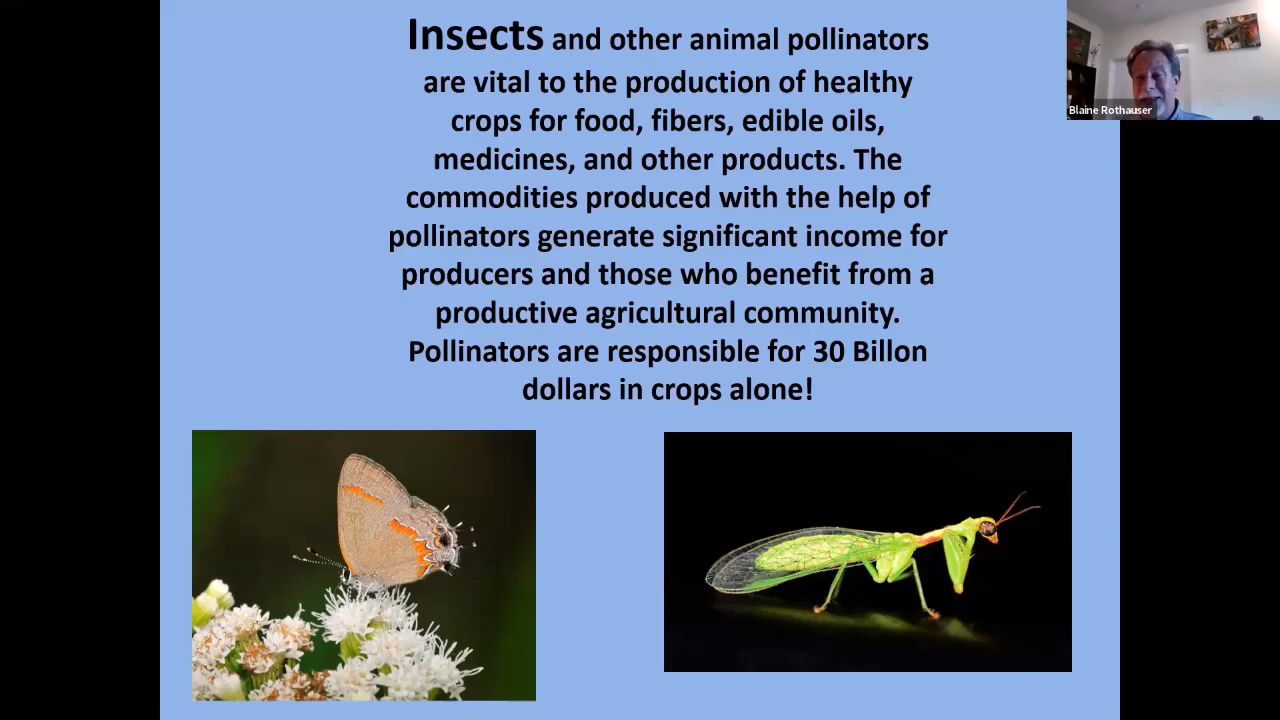 Insects and other animal pollinators
are vital to the production of healthy
crops for food, fibers, edible oils,
medicines, and other products. The
commodities produced with the help of
pollinators generate significant income for
producers and those who benefit from a
productive agricultural community.
Pollinators are responsible for 30 Billon
dollars in crops alone!
Blaine Rothauser